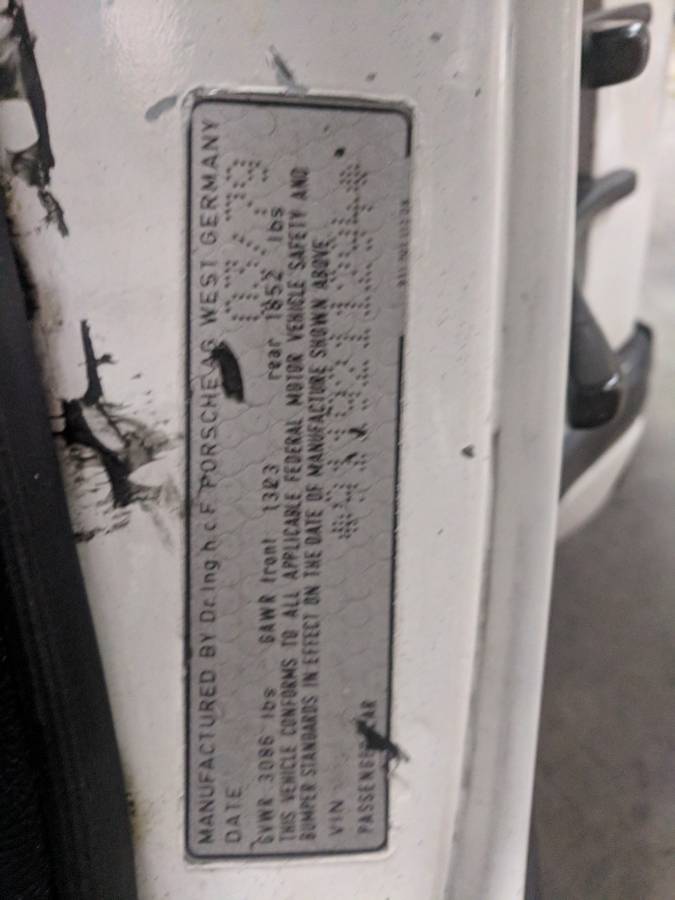 MANUFACTURED BY Dr.Ing h c F PORSCHE AG WEST GERMANY
DATE
GVWR 3086 lbs GAWR front 1323 rear 1852 lbs
THIS VEHICLE CONFORMS TO ALL APPLICABLE FEDERAL MOTOR VEHICLE SAFETY AND
BUMPER STANDARDS IN EFFECT ON THE DATE OF MANUFACTURE SHOWN ABOVE
VIN
PASSENGER CAR